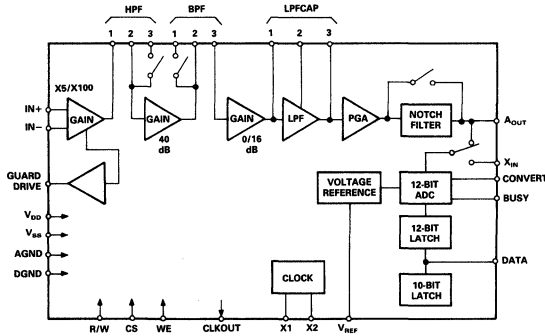 HPF BPF LPFCAP
1 2 3 1 2 3 1 2 3
X5/X100
IN+
IN−
GAIN
GAIN
40
dB
GAIN
0/16
dB
LPF
PGA
NOTCH
FILTER
AOUT
XIN
GUARD
DRIVE
VOLTAGE
REFERENCE
12-BIT
ADC
CONVERT
BUSY
VDD
VSS
AGND
DGND
12-BIT
LATCH
CLOCK
DATA
10-BIT
LATCH
R/W CS WE CLKOUT X1 X2 VREF